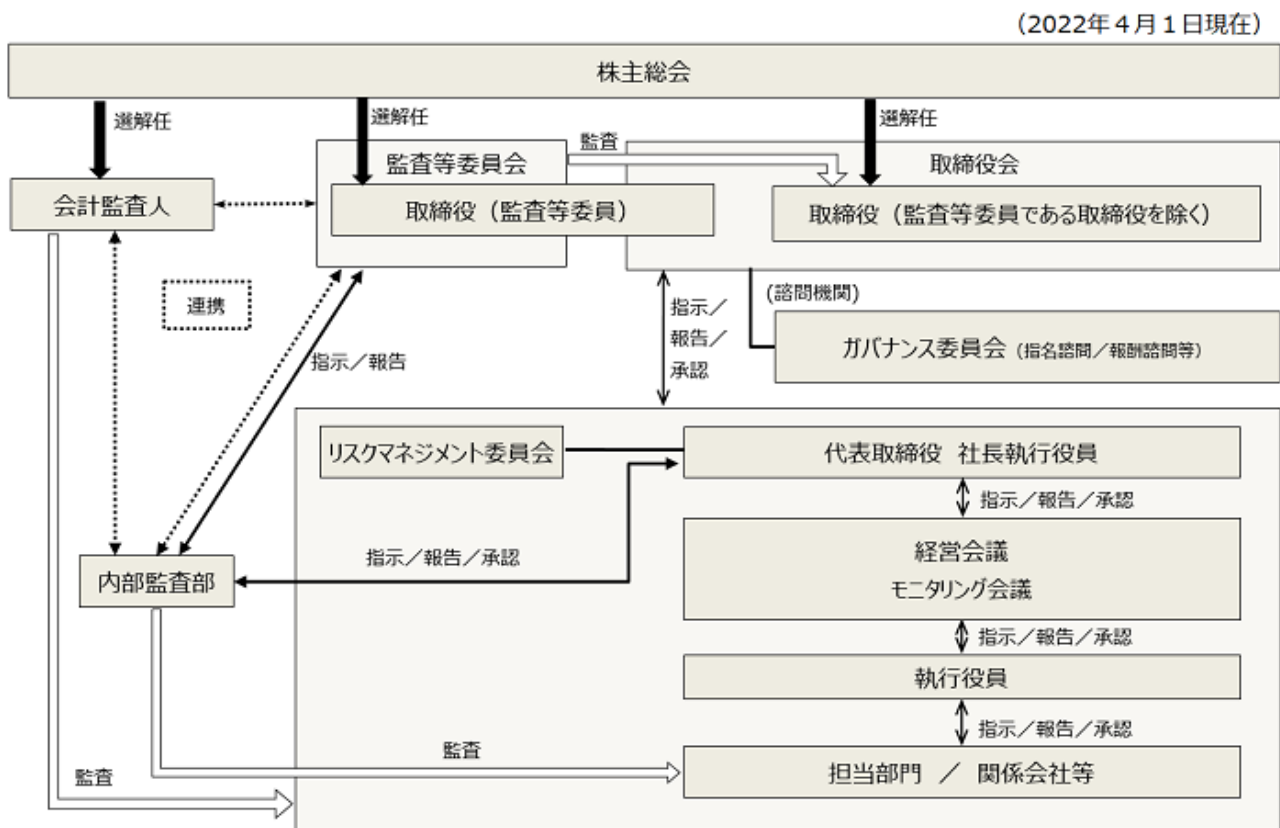 （2022年４月１日現在）
株主総会
選解任
選解任
選解任
監査
監査等委員会
取締役会
会計監査人
取締役（監査等委員）
取締役（監査等委員である取締役を除く）
連携
指示／報告
指示／
報告／
承認
(諮問機関)
ガバナンス委員会（指名諮問／報酬諮問等）
リスクマネジメント委員会
代表取締役 社長執行役員
指示／報告／承認
経営会議
モニタリング会議
指示／報告／承認
内部監査部
指示／報告／承認
執行役員
指示／報告／承認
監査
担当部門 ／ 関係会社等
監査